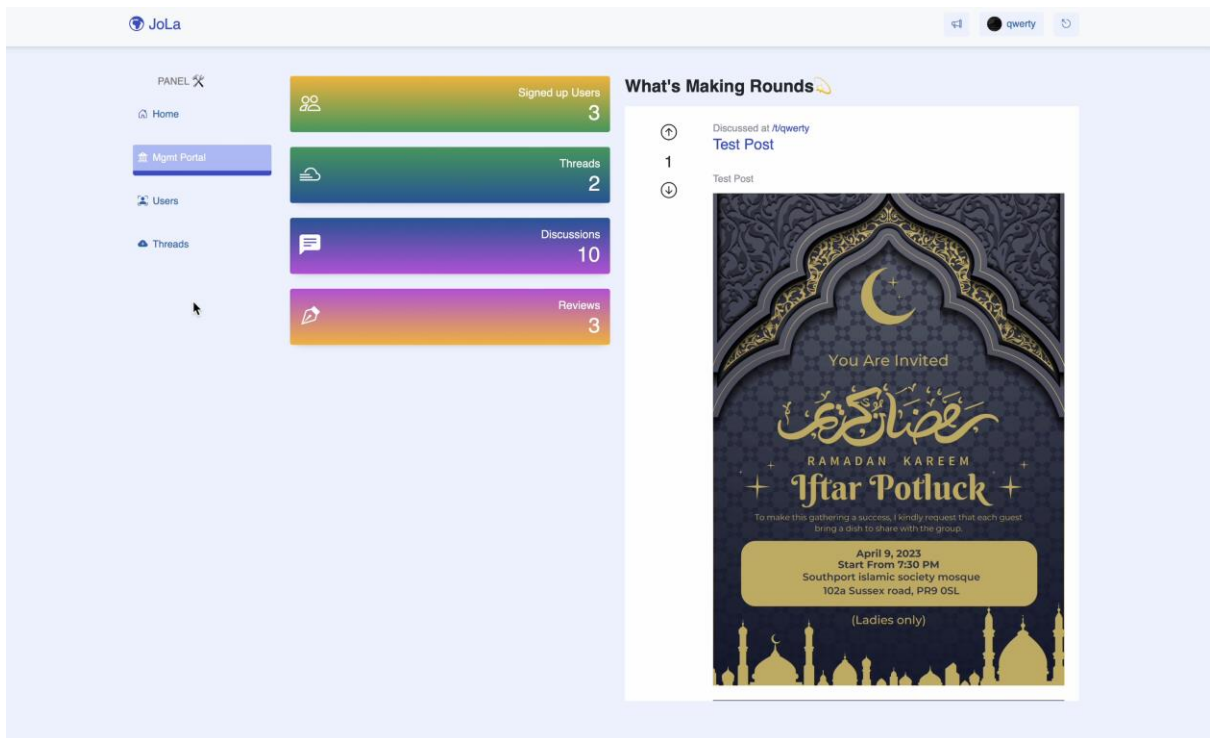 JoLa
qwerty
PANEL
Home
Mgmt Portal
Users
Threads
Signed up Users
3
Threads
2
Discussions
10
Reviews
3
What's Making Rounds
1
Discussed at /t/qwerty
Test Post
Test Post
You Are Invited
رمضان كريم
RAMADAN KAREEM
Iftar Potluck
To make this gathering a success, I kindly request that each guest
bring a dish to share with the group.
April 9, 2023
Start From 7:30 PM
Southport islamic society mosque
102a Sussex road, PR9 0SL
(Ladies only)